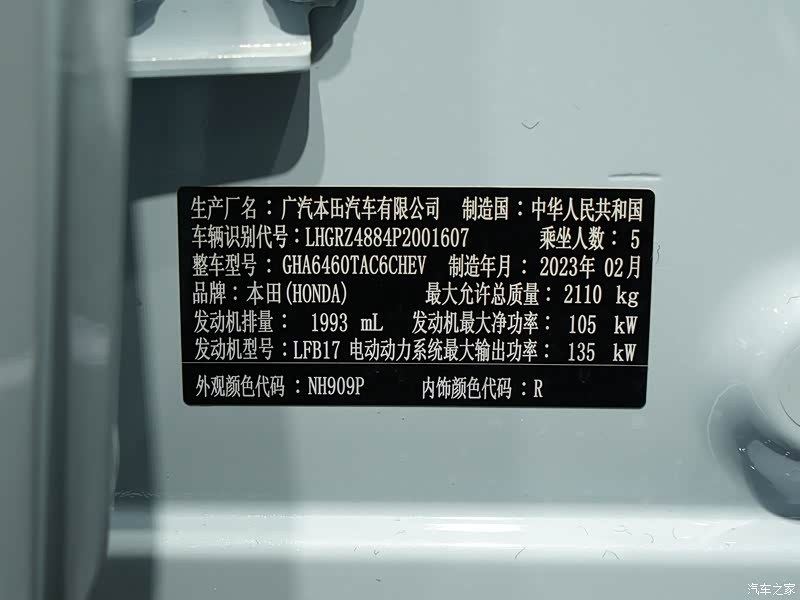 生产厂名：广汽本田汽车有限公司 制造国：中华人民共和国
车辆识别代号：LHGRZ4884P2001607 乘坐人数：5
整车型号：GHA6460TAC6CHEV 制造年月：2023年 02月
品牌：本田(HONDA) 最大允许总质量：2110 kg
发动机排量：1993 mL 发动机最大净功率：105 kW
发动机型号：LFB17 电动动力系统最大输出功率：135 kW
外观颜色代码：NH909P 内饰颜色代码：R
汽车之家